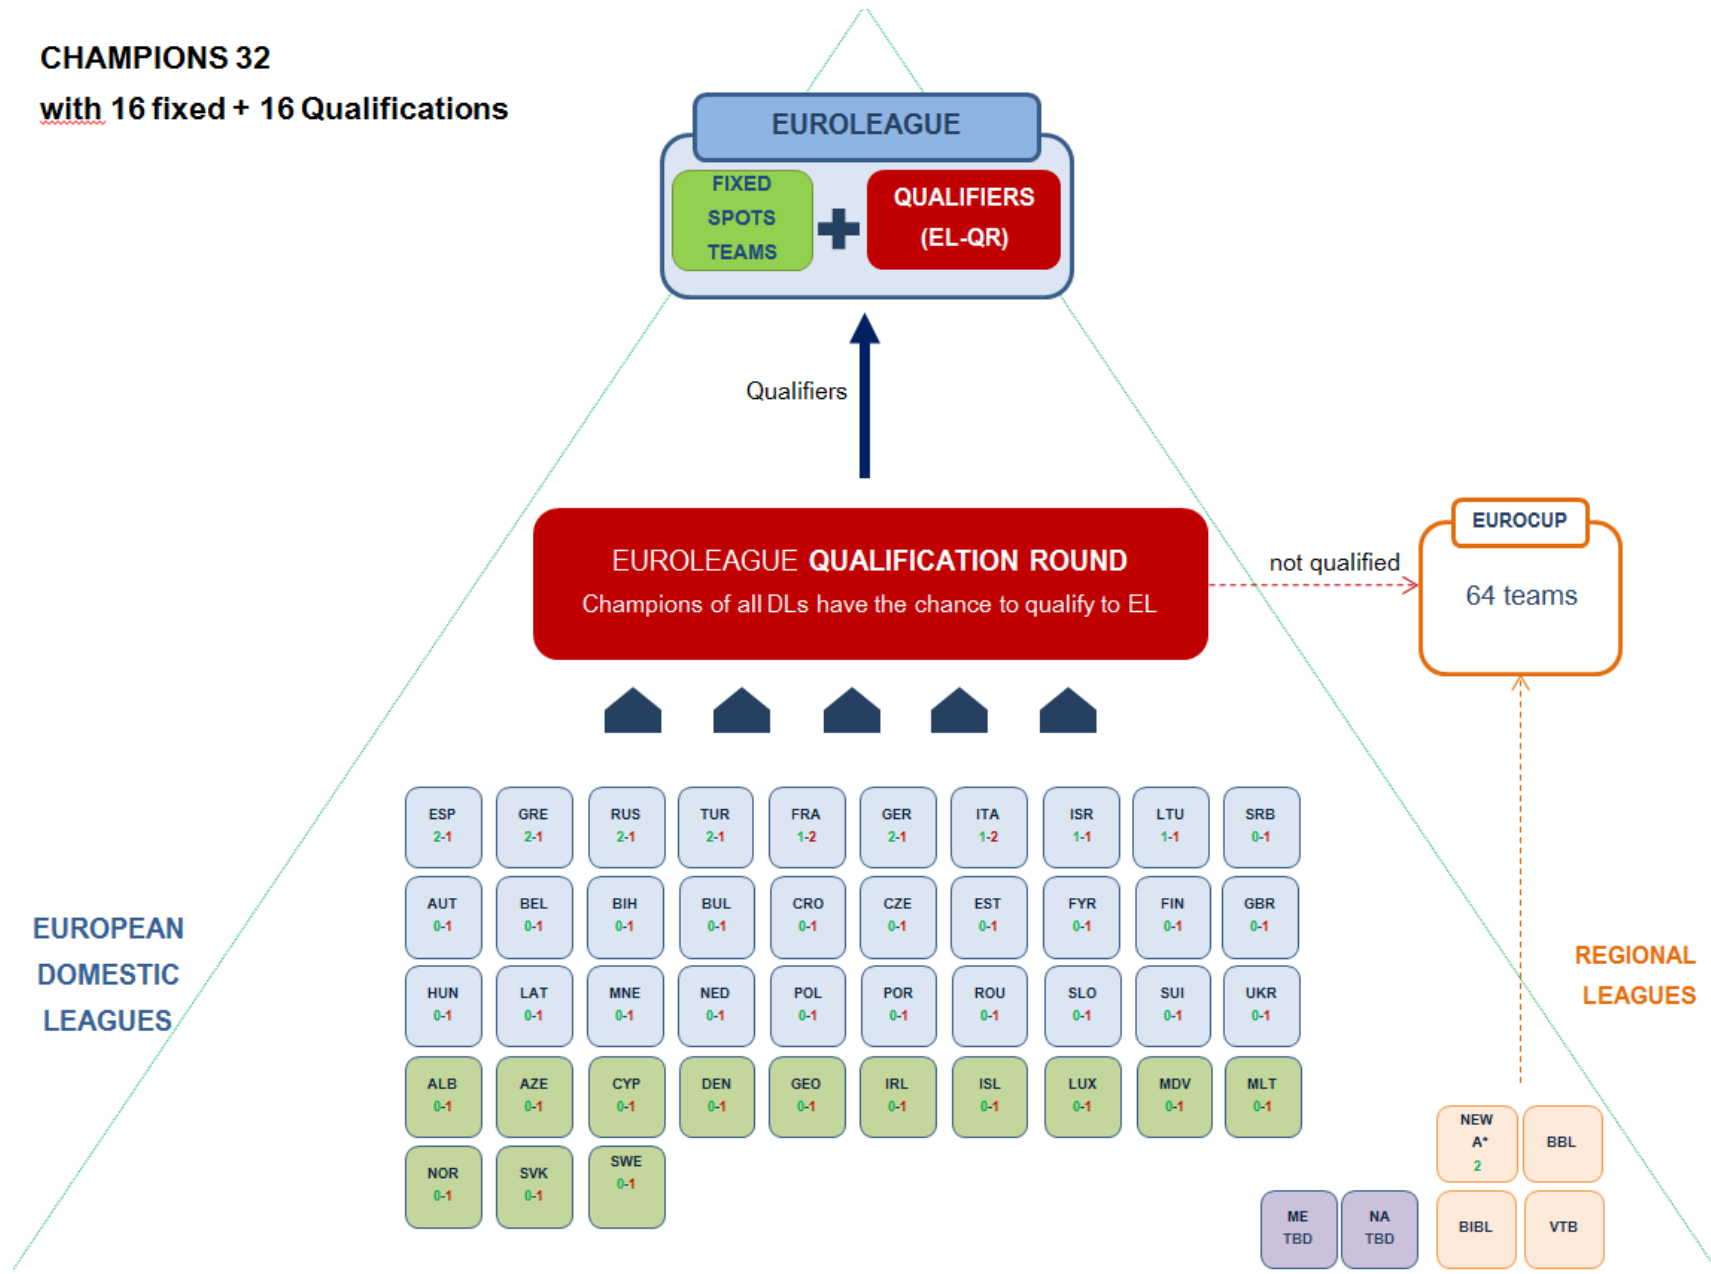 CHAMPIONS 32
with 16 fixed + 16 Qualifications
EUROLEAGUE
FIXED
SPOTS
TEAMS
QUALIFIERS
(EL-QR)
Qualifiers
EUROLEAGUE QUALIFICATION ROUND
Champions of all DLs have the chance to qualify to EL
not qualified
EUROCUP
64 teams
EUROPEAN
DOMESTIC
LEAGUES
ESP
2-1
GRE
2-1
RUS
2-1
TUR
2-1
FRA
1-2
GER
2-1
ITA
1-2
ISR
1-1
LTU
1-1
SRB
0-1
AUT
0-1
BEL
0-1
BIH
0-1
BUL
0-1
CRO
0-1
CZE
0-1
EST
0-1
FYR
0-1
FIN
0-1
GBR
0-1
HUN
0-1
LAT
0-1
MNE
0-1
NED
0-1
POL
0-1
POR
0-1
ROU
0-1
SLO
0-1
SUI
0-1
UKR
0-1
ALB
0-1
AZE
0-1
CYP
0-1
DEN
0-1
GEO
0-1
IRL
0-1
ISL
0-1
LUX
0-1
MDV
0-1
MLT
0-1
NOR
0-1
SVK
0-1
SWE
0-1
REGIONAL
LEAGUES
NEW
A*
2
BBL
ME
TBD
NA
TBD
BIBL
VTB